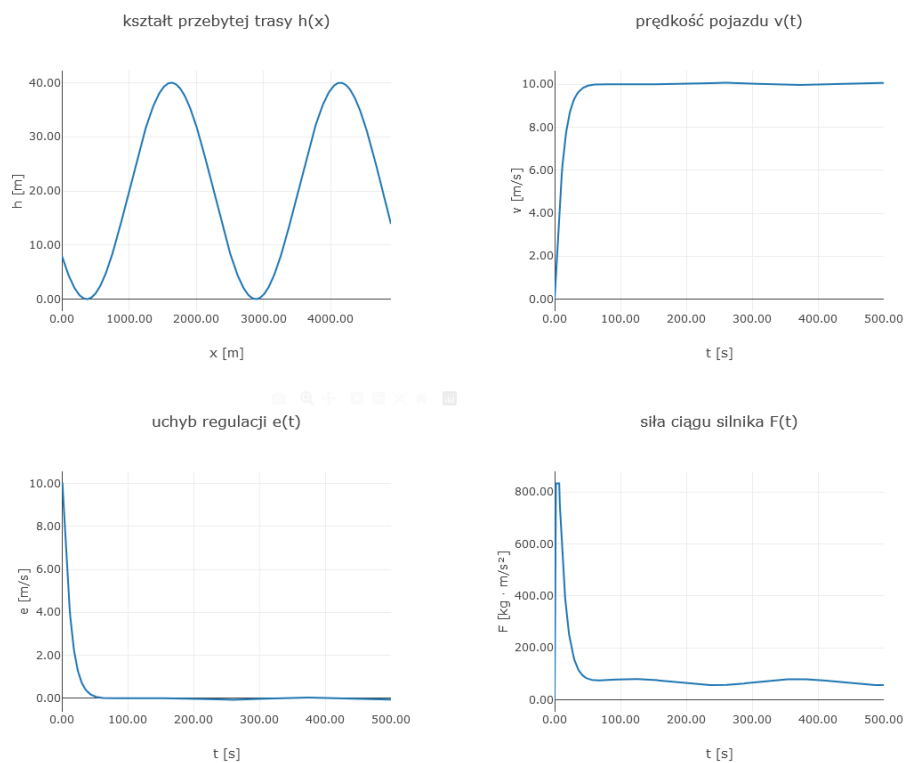 kształt przebytej trasy h(x)
prędkość pojazdu v(t)
40.00
30.00
20.00
10.00
0.00
h [m]
0.00 1000.00 2000.00 3000.00 4000.00
x [m]
10.00
8.00
6.00
4.00
2.00
0.00
v [m/s]
0.00 100.00 200.00 300.00 400.00 500.00
t [s]
uchyb regulacji e(t)
siła ciągu silnika F(t)
10.00
8.00
6.00
4.00
2.00
0.00
e [m/s]
0.00 100.00 200.00 300.00 400.00 500.00
t [s]
800.00
600.00
400.00
200.00
0.00
F [kg · m/s²]
0.00 100.00 200.00 300.00 400.00 500.00
t [s]